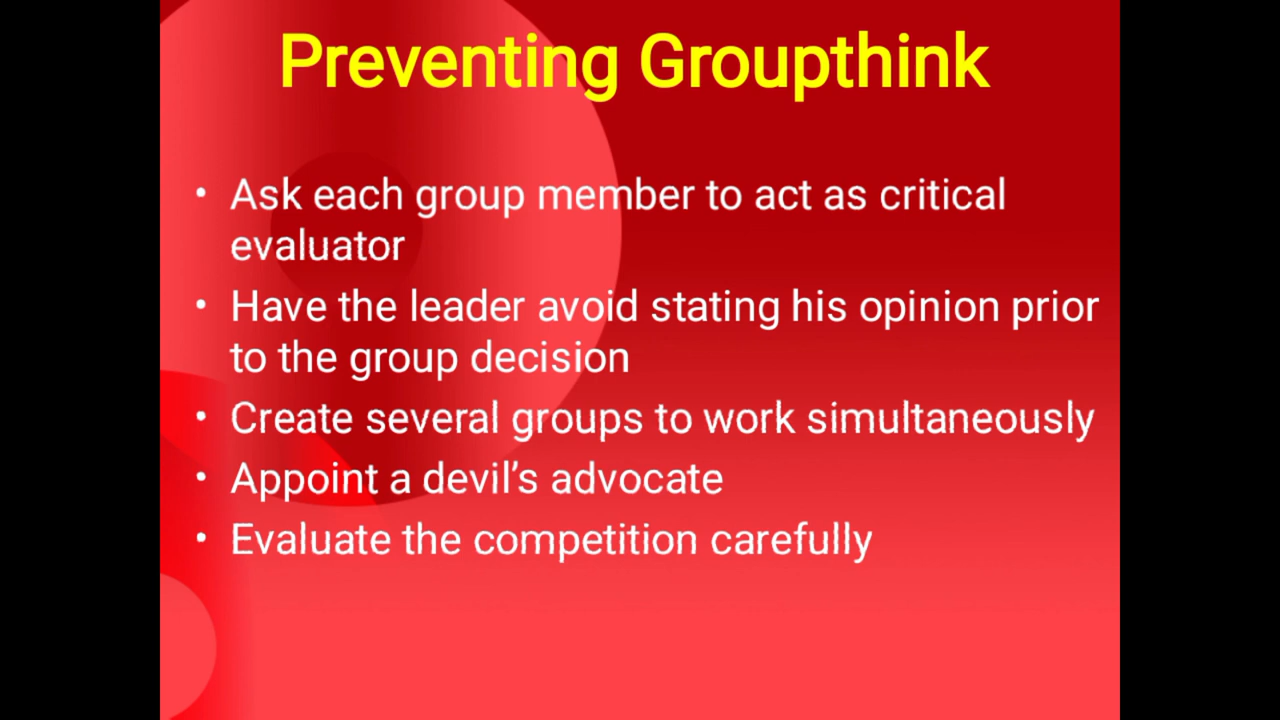 Preventing Groupthink
• Ask each group member to act as critical
evaluator
• Have the leader avoid stating his opinion prior
to the group decision
• Create several groups to work simultaneously
• Appoint a devil’s advocate
• Evaluate the competition carefully